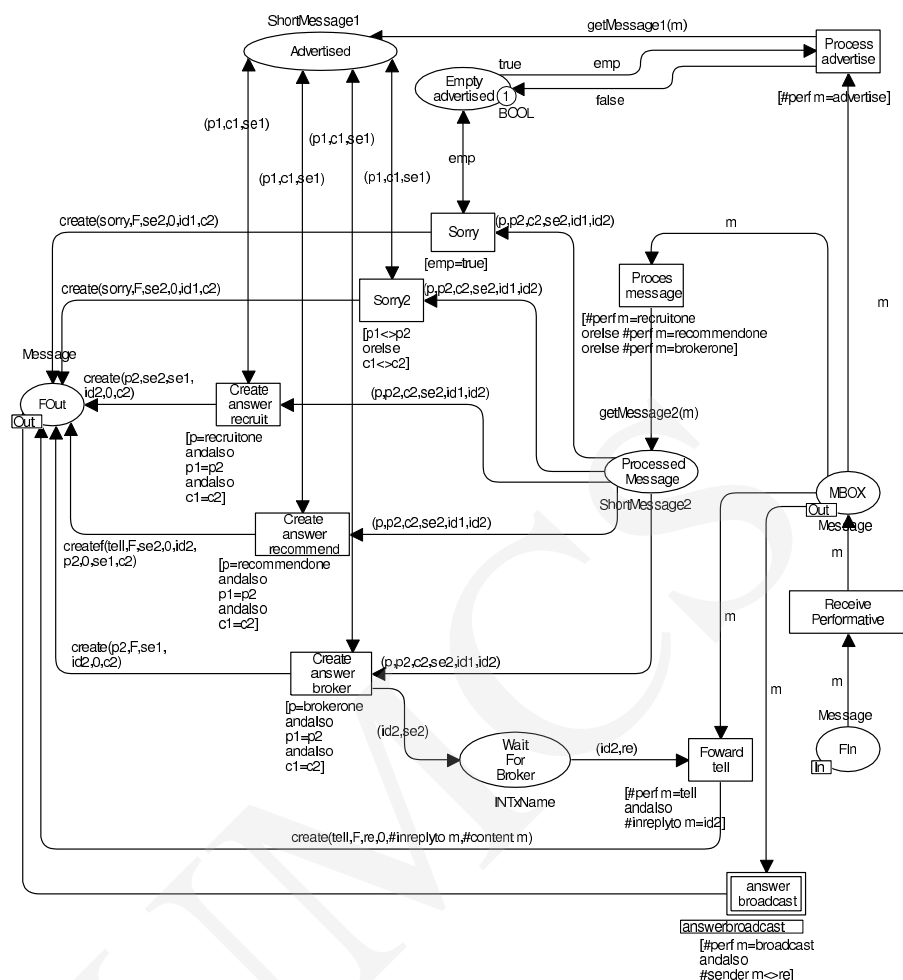 ShortMessage1
Advertised
getMessage1(m)
Process
advertise
[#perf m=advertise]
true
emp
false
Empty
advertised
1
BOOL
(p1,c1,se1)
(p1,c1,se1)
(p1,c1,se1)
emp
create(sorry,F,se2,0,id1,c2)
Sorry
(p,p2,c2,se2,id1,id2)
[emp=true]
m
Proces
message
m
create(sorry,F,se2,0,id1,c2)
Sorry2
(p,p2,c2,se2,id1,id2)
[p1<>p2
orelse
c1<>c2]
[#perf m=recruitone
orelse #perf m=recommendone
orelse #perf m=brokerone]
Message
FOut
Out
create(p2,se2,se1,
id2,0,c2)
Create
answer
recruit
(p,p2,c2,se2,id1,id2)
[p=recruitone
andalso
p1=p2
andalso
c1=c2]
getMessage2(m)
Processed
Message
ShortMessage2
MBOX
Out
Message
m
createf(tell,F,se2,0,id2,
p2,0,se1,c2)
Create
answer
recommend
(p,p2,c2,se2,id1,id2)
[p=recommendone
andalso
p1=p2
andalso
c1=c2]
m
Receive
Performative
m
m
create(p2,F,se1,
id2,0,c2)
Create
answer
broker
(p,p2,c2,se2,id1,id2)
[p=brokerone
andalso
p1=p2
andalso
c1=c2]
(id2,se2)
Wait
For
Broker
INTxName
(id2,re)
Foward
tell
[#perf m=tell
andalso
#inreplyto m=id2]
Message
FIn
In
create(tell,F,re,0,#inreplyto m,#content m)
answer
broadcast
answerbroadcast
[#perf m=broadcast
andalso
#sender m<>re]
UMCS